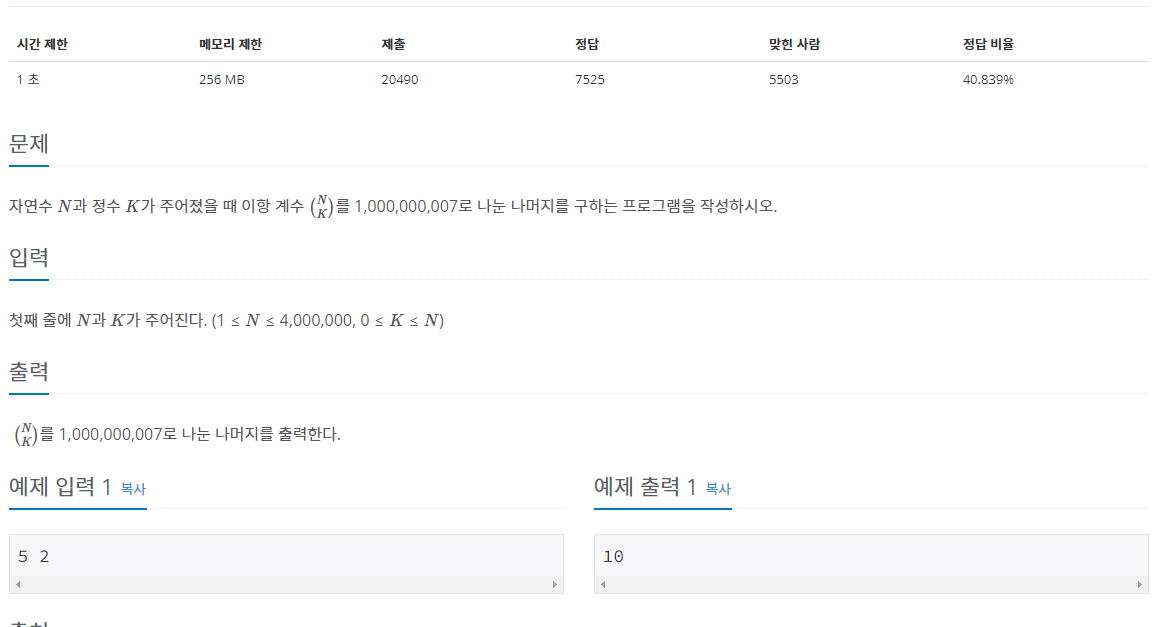 시간 제한 메모리 제한 제출 정답 맞힌 사람 정답 비율
1 초 256 MB 20490 7525 5503 40.839%
문제
자연수 N과 정수 K가 주어졌을 때 이항 계수 (N K)를 1,000,000,007로 나눈 나머지를 구하는 프로그램을 작성하시오.
입력
첫째 줄에 N과 K가 주어진다. (1 ≤ N ≤ 4,000,000, 0 ≤ K ≤ N)
출력
(N K)를 1,000,000,007로 나눈 나머지를 출력한다.
예제 입력 1 복사
5 2
예제 출력 1 복사
10